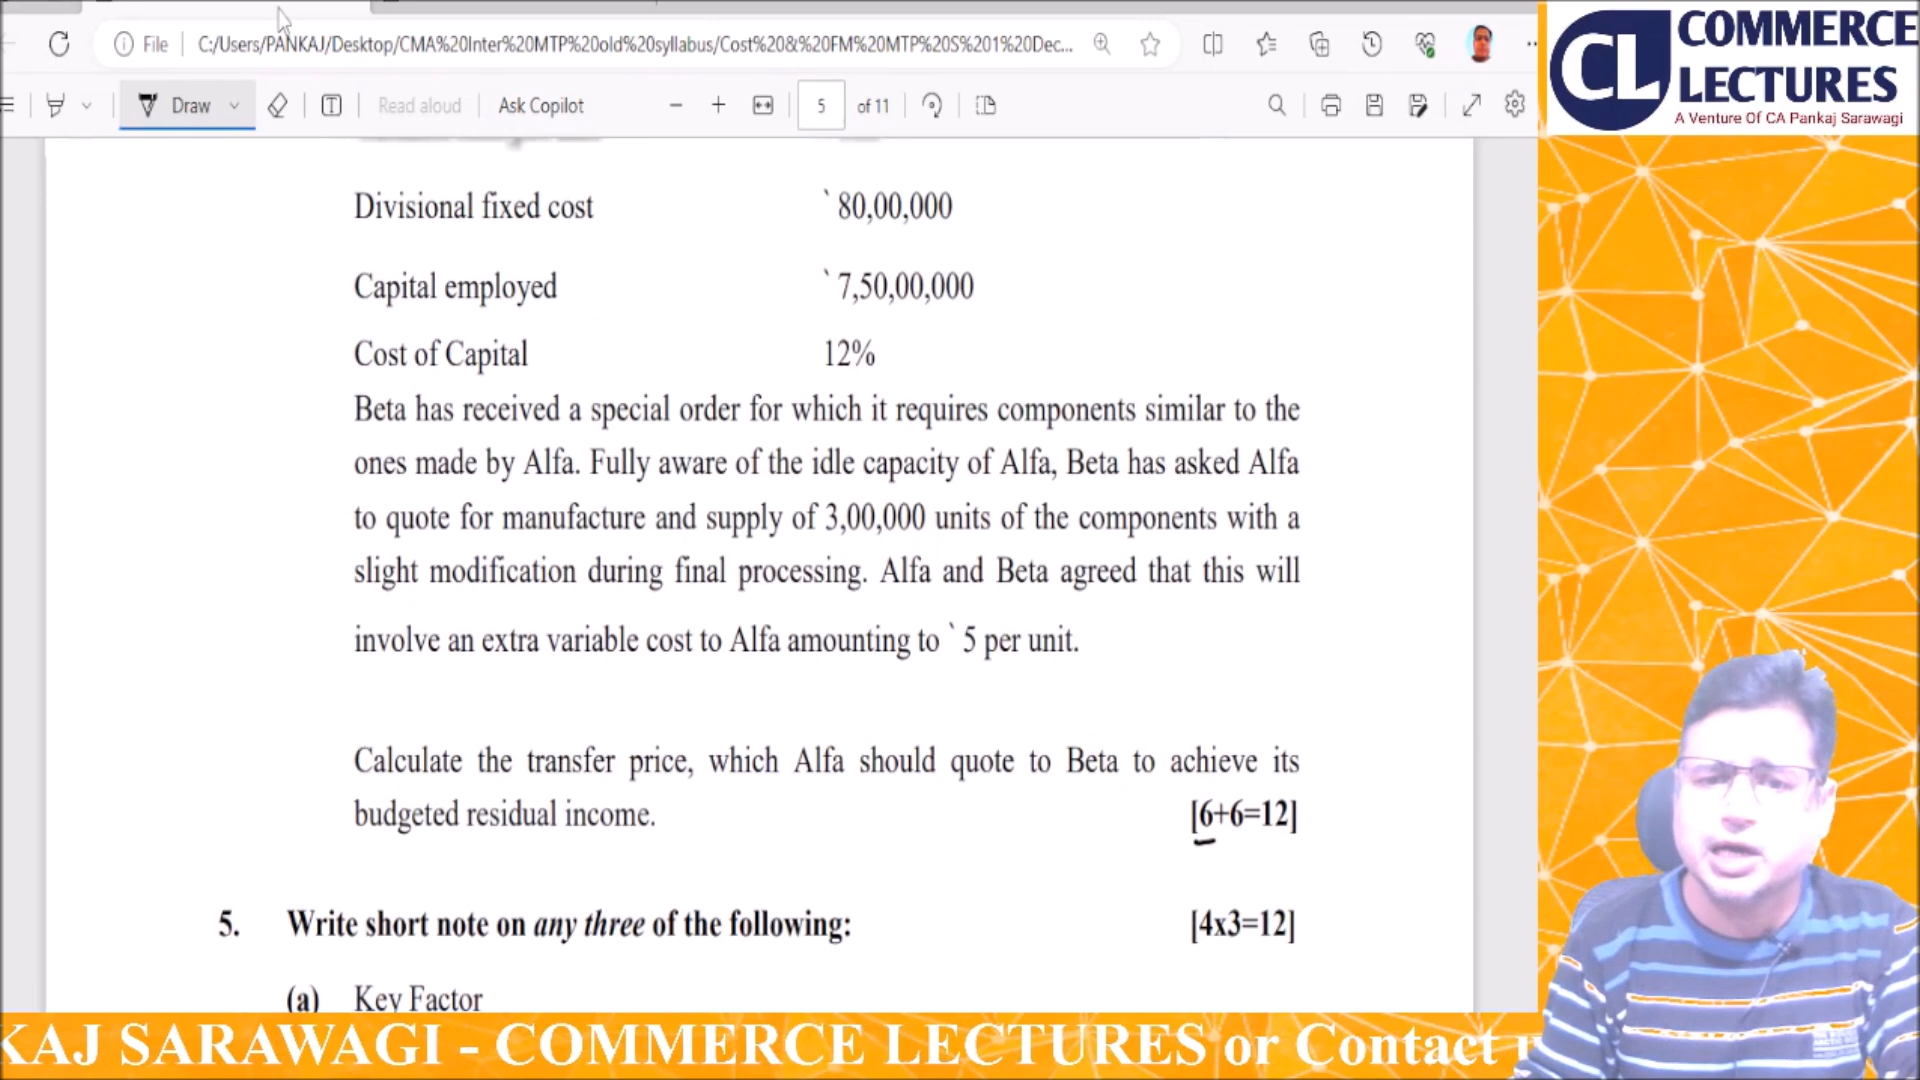 File
C:/Users/PANKAJ/Desktop/CMA%20Inter%20MTP%20old%20syllabus/Cost%20&%20FM%20MTP%20S%201%20Dec...
Draw
Read aloud
Ask Copilot
5
of 11
CL
COMMERCE
LECTURES
A Venture Of CA Pankaj Sarawagi
Divisional fixed cost ` 80,00,000
Capital employed ` 7,50,00,000
Cost of Capital 12%
Beta has received a special order for which it requires components similar to the
ones made by Alfa. Fully aware of the idle capacity of Alfa, Beta has asked Alfa
to quote for manufacture and supply of 3,00,000 units of the components with a
slight modification during final processing. Alfa and Beta agreed that this will
involve an extra variable cost to Alfa amounting to ` 5 per unit.
Calculate the transfer price, which Alfa should quote to Beta to achieve its
budgeted residual income. [6+6=12]
5. Write short note on any three of the following: [4x3=12]
(a) Key Factor
KAJ SARAWAGI - COMMERCE LECTURES or Contact